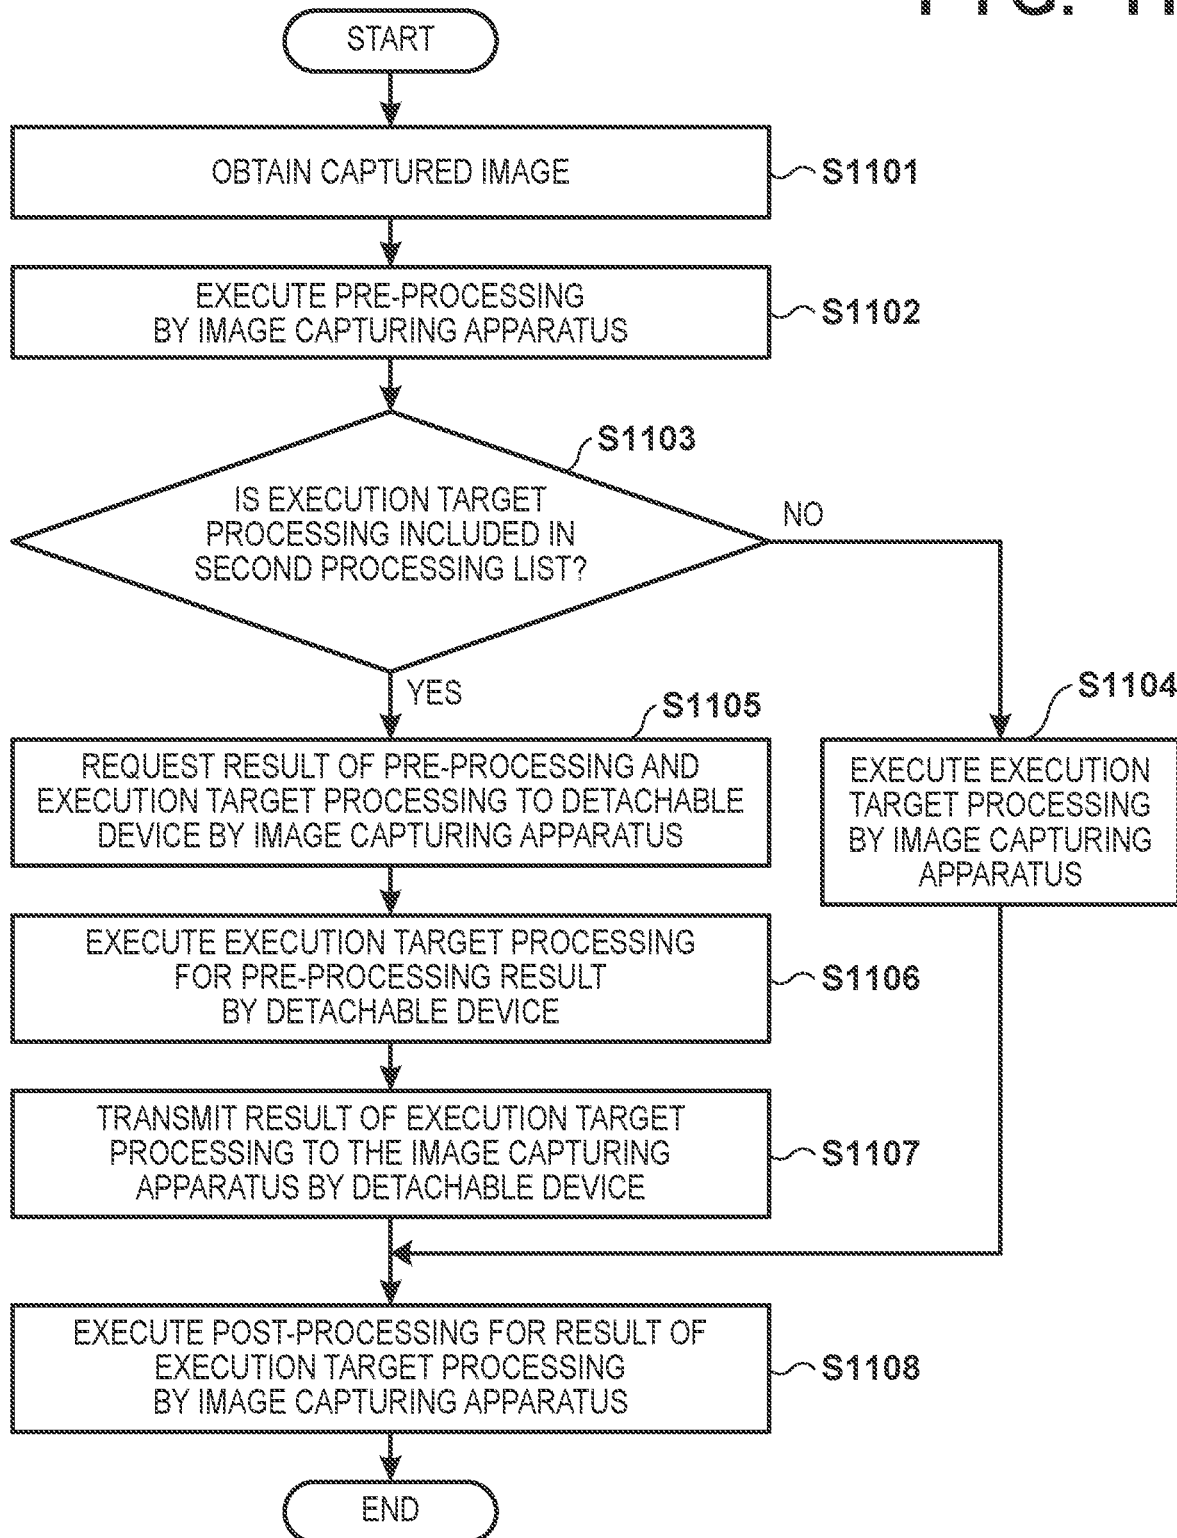 FIG. 11
START
OBTAIN CAPTURED IMAGE
S1101
EXECUTE PRE-PROCESSING
BY IMAGE CAPTURING APPARATUS
S1102
S1103
IS EXECUTION TARGET
PROCESSING INCLUDED IN
SECOND PROCESSING LIST?
NO
YES
S1105
S1104
REQUEST RESULT OF PRE-PROCESSING AND
EXECUTION TARGET PROCESSING TO DETACHABLE
DEVICE BY IMAGE CAPTURING APPARATUS
EXECUTE EXECUTION
TARGET PROCESSING
BY IMAGE CAPTURING
APPARATUS
EXECUTE EXECUTION TARGET PROCESSING
FOR PRE-PROCESSING RESULT
BY DETACHABLE DEVICE
S1106
TRANSMIT RESULT OF EXECUTION TARGET
PROCESSING TO THE IMAGE CAPTURING
APPARATUS BY DETACHABLE DEVICE
S1107
EXECUTE POST-PROCESSING FOR RESULT OF
EXECUTION TARGET PROCESSING
BY IMAGE CAPTURING APPARATUS
S1108
END